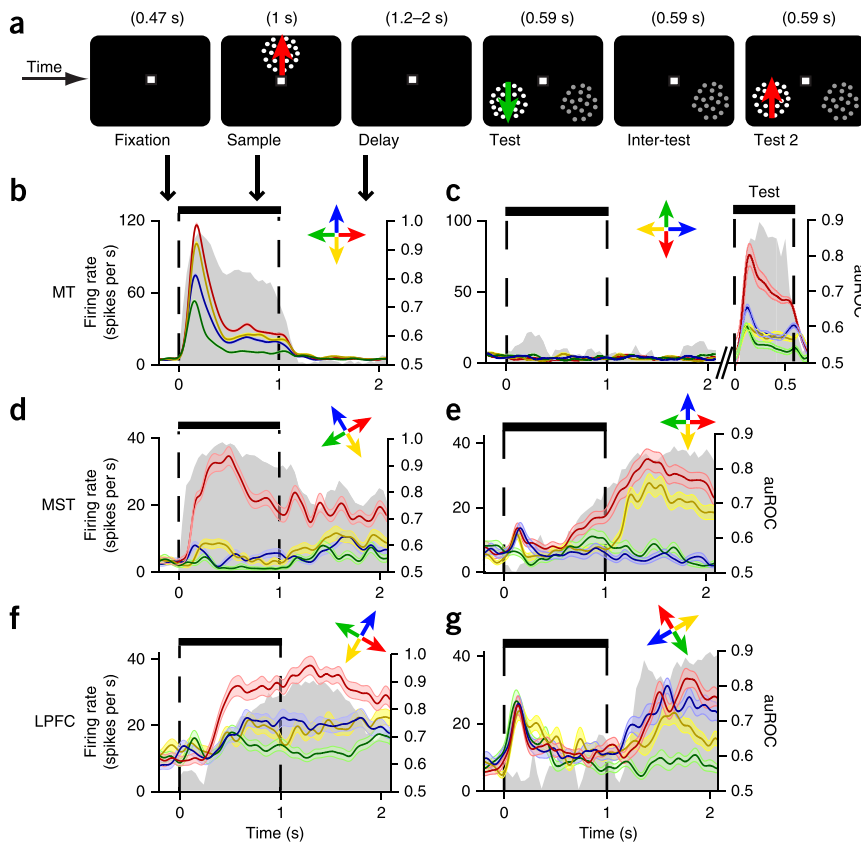 a
(0.47 s) (1 s) (1.2–2 s) (0.59 s) (0.59 s) (0.59 s)
Time
Fixation Sample Delay Test Inter-test Test 2
b
MT
Firing rate
(spikes per s)
120
60
0
1.0
0.9
0.8
0.7
0.6
0.5
0 1 2
c
Test
100
50
0
0.9
0.8
0.7
0.6
0.5
auROC
0 1 2 0 0.5
d
MST
Firing rate
(spikes per s)
40
20
0
1.0
0.9
0.8
0.7
0.6
0.5
0 1 2
e
40
20
0
0.9
0.8
0.7
0.6
0.5
auROC
0 1 2
f
LPFC
Firing rate
(spikes per s)
40
20
0
1.0
0.9
0.8
0.7
0.6
0.5
0 1 2
Time (s)
g
40
20
0
0.9
0.8
0.7
0.6
0.5
auROC
0 1 2
Time (s)